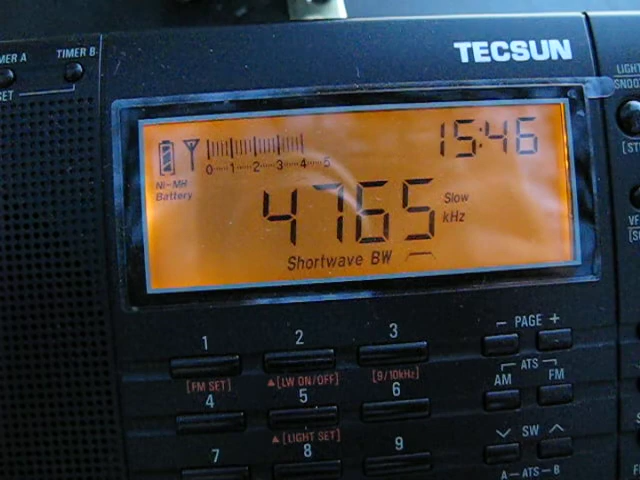 MER A
TIMER B
SET
TECSUN
LIGHT
SNOO
[ST
VF
15:46
0 1 2 3 4 5
Ni-MH
Battery
4765
Slow
kHz
Shortwave BW
1 2 3
[FM SET] ▲[LW ON/OFF] [9/10kHz]
4 5 6
▲[LIGHT SET]
7 8 9
− PAGE +
ATS
AM FM
SW
A-ATS-B